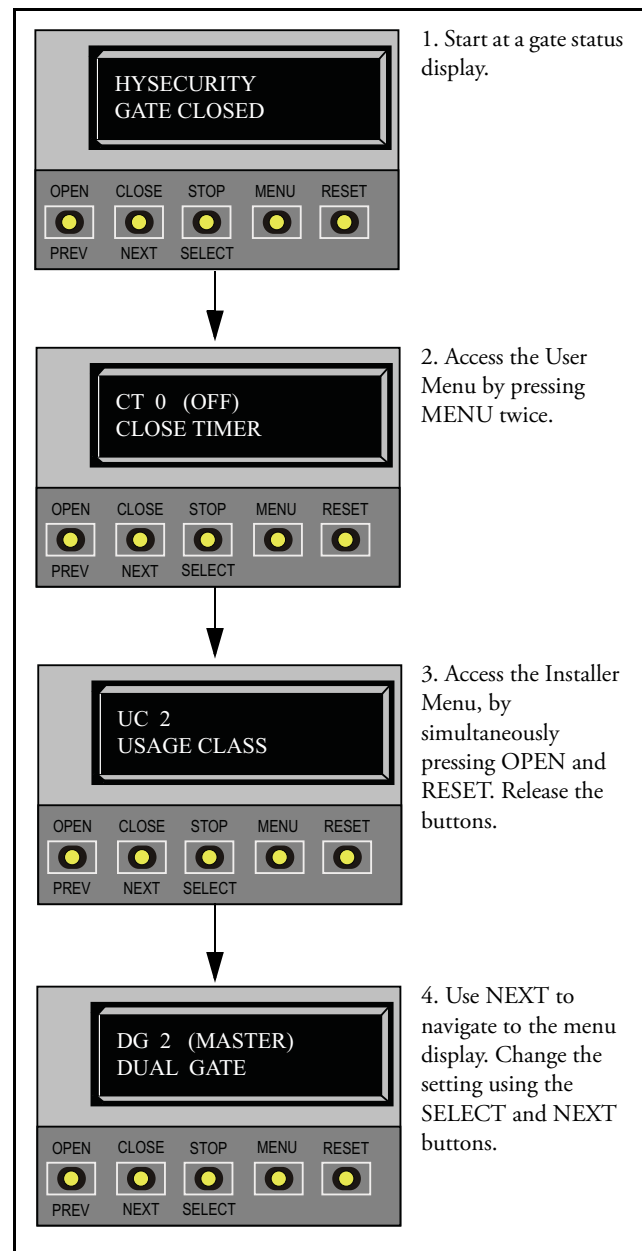 HYSECURITY
GATE CLOSED
OPEN CLOSE STOP MENU RESET
PREV NEXT SELECT
1. Start at a gate status
display.
CT 0 (OFF)
CLOSE TIMER
OPEN CLOSE STOP MENU RESET
PREV NEXT SELECT
2. Access the User
Menu by pressing
MENU twice.
UC 2
USAGE CLASS
OPEN CLOSE STOP MENU RESET
PREV NEXT SELECT
3. Access the Installer
Menu, by
simultaneously
pressing OPEN and
RESET. Release the
buttons.
DG 2 (MASTER)
DUAL GATE
OPEN CLOSE STOP MENU RESET
PREV NEXT SELECT
4. Use NEXT to
navigate to the menu
display. Change the
setting using the
SELECT and NEXT
buttons.